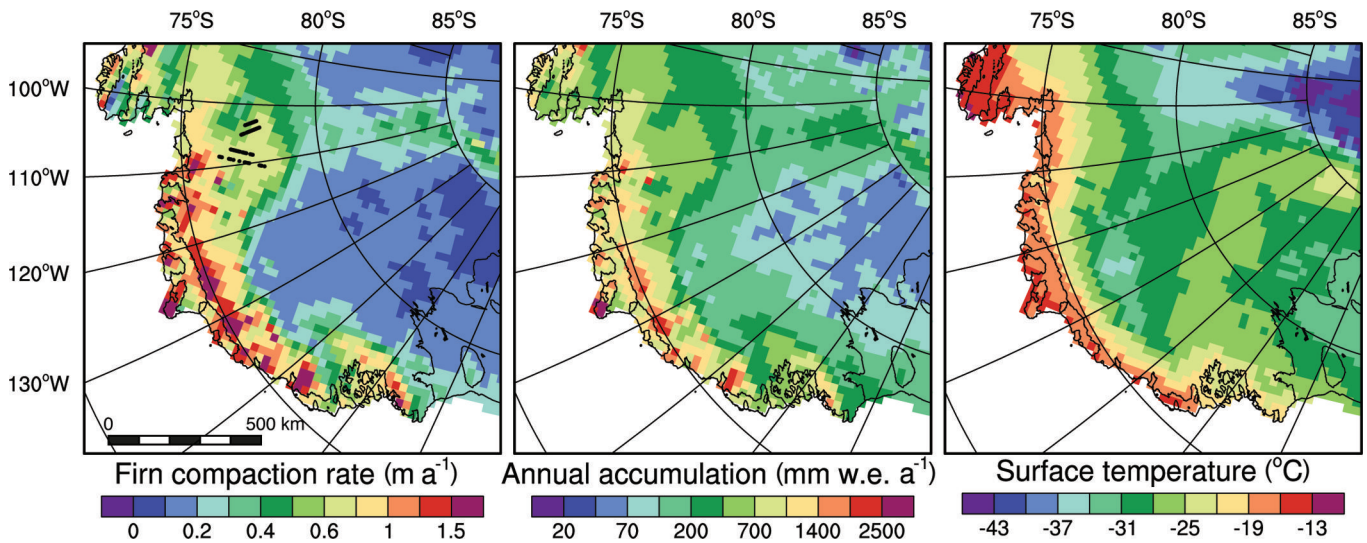 75°S 80°S 85°S 75°S 80°S 85°S 75°S 80°S 85°S
100°W
110°W
120°W
130°W
0 500 km
Firn compaction rate (m a⁻¹) Annual accumulation (mm w.e. a⁻¹) Surface temperature (°C)
0 0.2 0.4 0.6 1 1.5 20 70 200 700 1400 2500 -43 -37 -31 -25 -19 -13